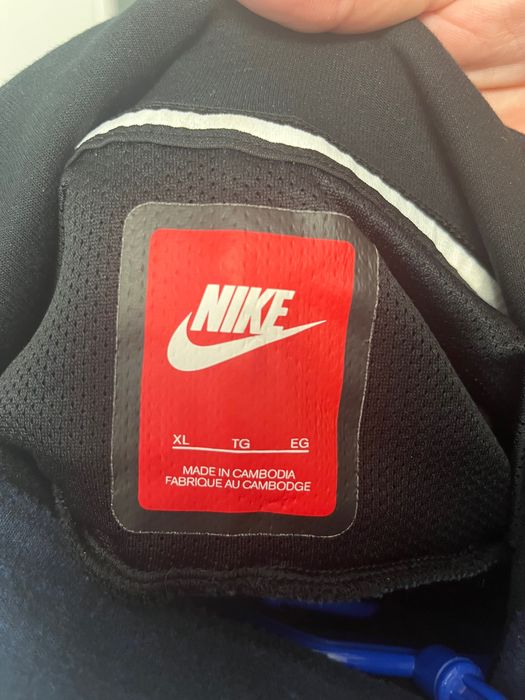 NIKE
XL TG EG
MADE IN CAMBODIA
FABRIQUE AU CAMBODGE